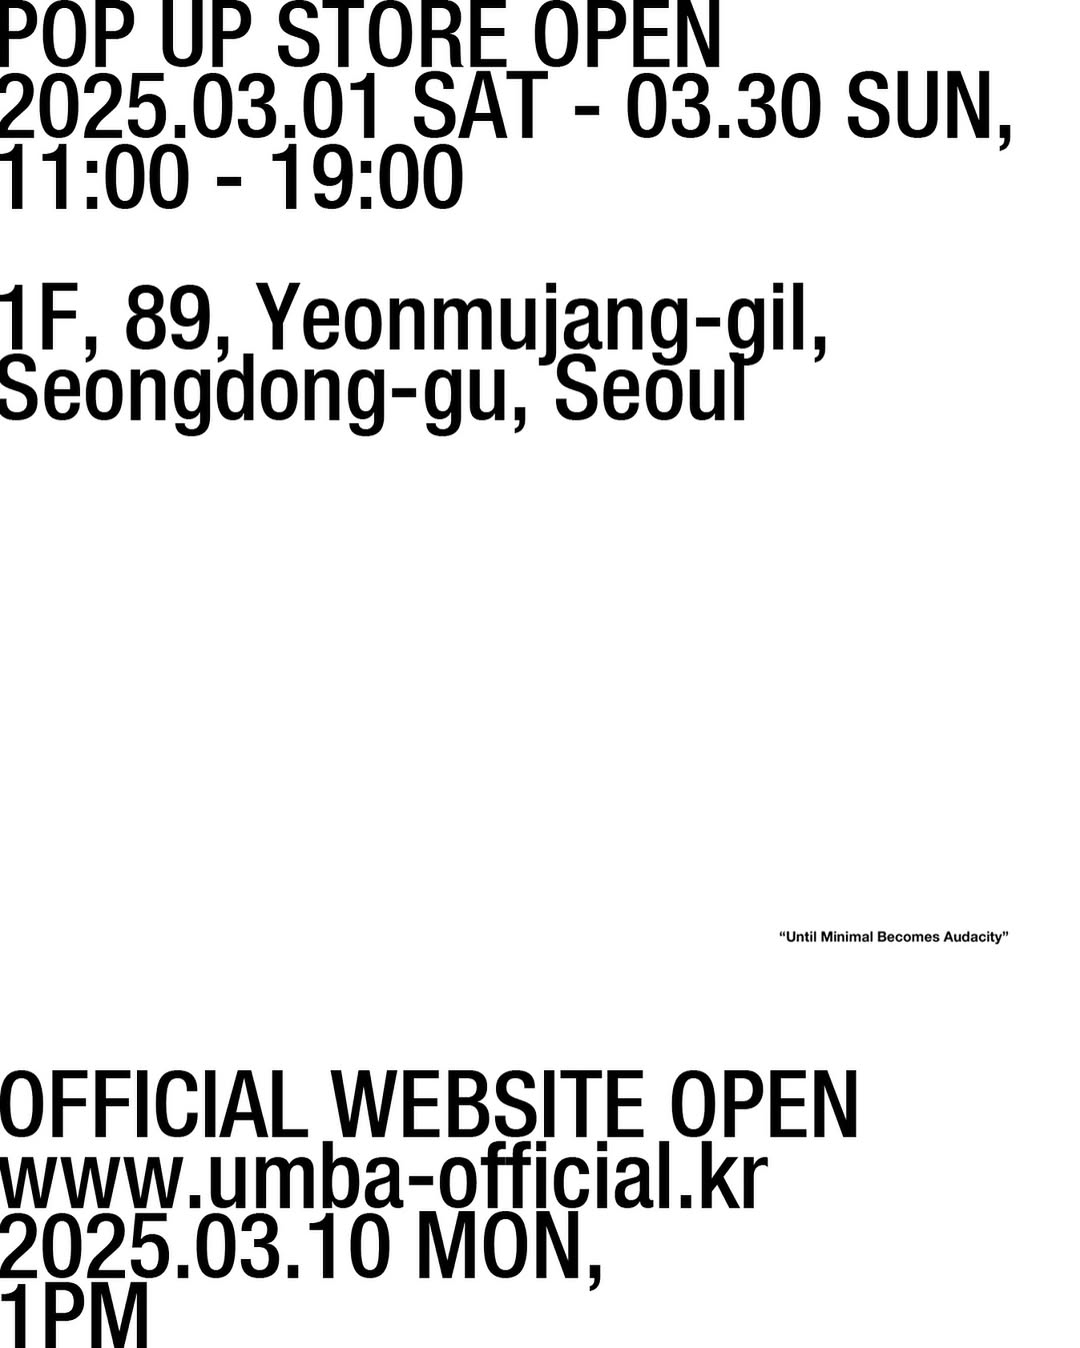 POP UP STORE OPEN
2025.03.01 SAT - 03.30 SUN,
11:00 - 19:00
1F, 89, Yeonmujang-gil,
Seongdong-gu, Seoul
“Until Minimal Becomes Audacity”
OFFICIAL WEBSITE OPEN
www.umba-official.kr
2025.03.10 MON,
1PM